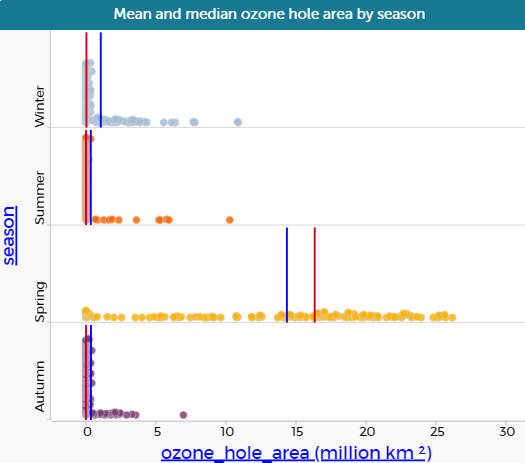 Mean and median ozone hole area by season
season
Winter
Summer
Spring
Autumn
0 5 10 15 20 25 30
ozone_hole_area (million km ²)